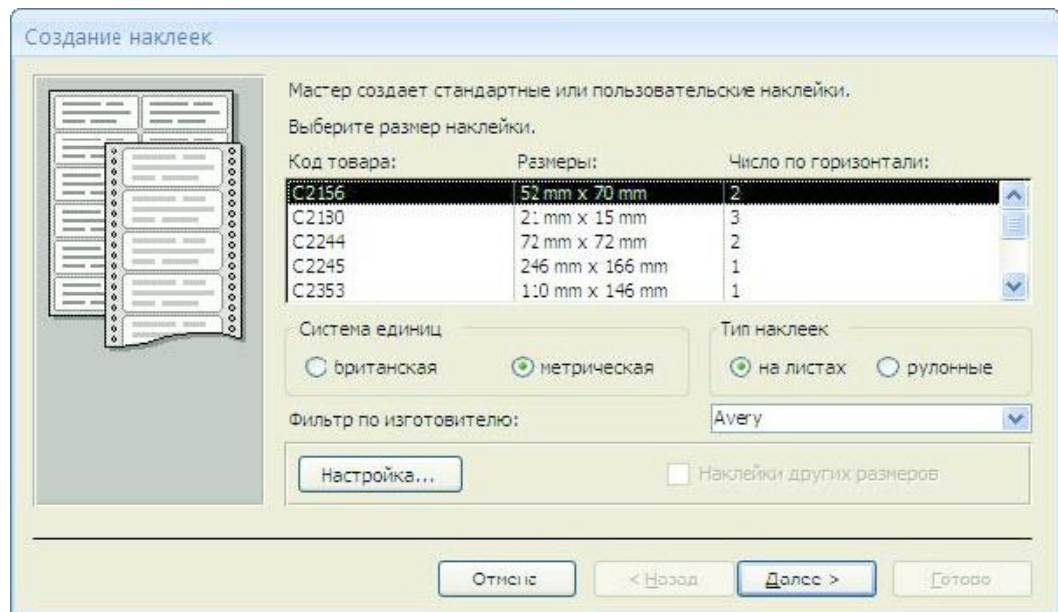 Создание наклеек
Мастер создает стандартные или пользовательские наклейки.
Выберите размер наклейки.
Код товара: Размеры: Число по горизонтали:
C2156 52 mm x 70 mm 2
C2130 21 mm x 15 mm 3
C2244 72 mm x 72 mm 2
C2245 246 mm x 166 mm 1
C2353 110 mm x 146 mm 1
Система единиц Тип наклеек
британская метрическая на листах рулонные
Фильтр по изготовителю: Avery
Настройка... Наклейки других размеров
Отмена < Назад Далее > Готово